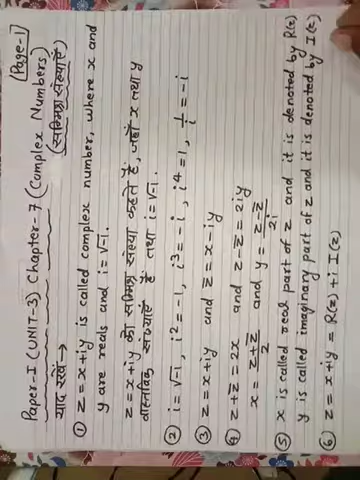 [Page-1]
Paper-I (UNIT-3) Chapter-7 (Complex Numbers)
(सम्मिश्र संख्याएँ)
याद रखें →
① z = x+iy is called complex number, where x and
y are reals and i = √-1.
z = x+iy को सम्मिश्र संख्या कहते हैं, जहाँ x तथा y
वास्तविक संख्याएँ हैं तथा i = √-1.
② i = √-1, i² = -1, i³ = -i, i⁴ = 1, 1/i = -i
③ z = x+iy and z̅ = x-iy
④ z+z̅ = 2x and z-z̅ = 2iy
x = (z+z̅)/2 and y = (z-z̅)/2i
⑤ x is called real part of z and it is denoted by R(z)
y is called imaginary part of z and it is denoted by I(z)
⑥ z = x+iy = R(z) + i I(z)